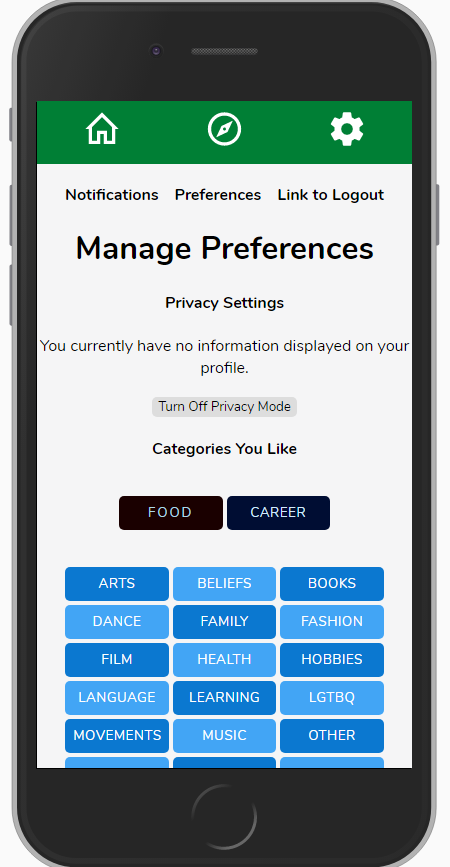 Notifications Preferences Link to Logout
Manage Preferences
Privacy Settings
You currently have no information displayed on your
profile.
Turn Off Privacy Mode
Categories You Like
FOOD CAREER
ARTS BELIEFS BOOKS
DANCE FAMILY FASHION
FILM HEALTH HOBBIES
LANGUAGE LEARNING LGTBQ
MOVEMENTS MUSIC OTHER